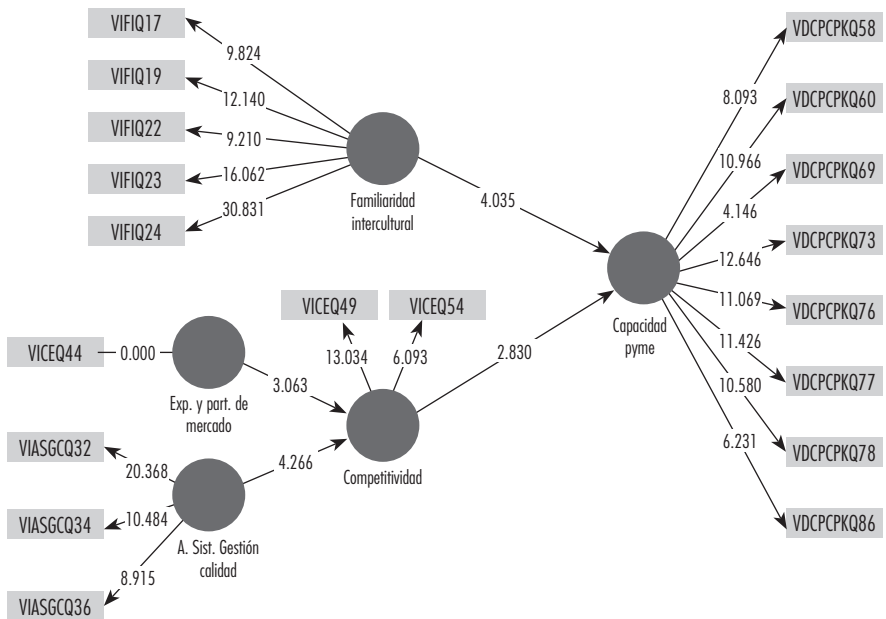 VIFIQ17
VIFIQ19
VIFIQ22
VIFIQ23
VIFIQ24
9.824
12.140
9.210
16.062
30.831
Familiaridad
intercultural
4.035
VICEQ44
0.000
Exp. y part. de
mercado
3.063
VICEQ49
VICEQ54
13.034
6.093
Competitividad
2.830
VIASGCQ32
VIASGCQ34
VIASGCQ36
20.368
10.484
8.915
A. Sist. Gestión
calidad
4.266
Capacidad
pyme
8.093
10.966
4.146
12.646
11.069
11.426
10.580
6.231
VDCPCPKQ58
VDCPCPKQ60
VDCPCPKQ69
VDCPCPKQ73
VDCPCPKQ76
VDCPCPKQ77
VDCPCPKQ78
VDCPCPKQ86